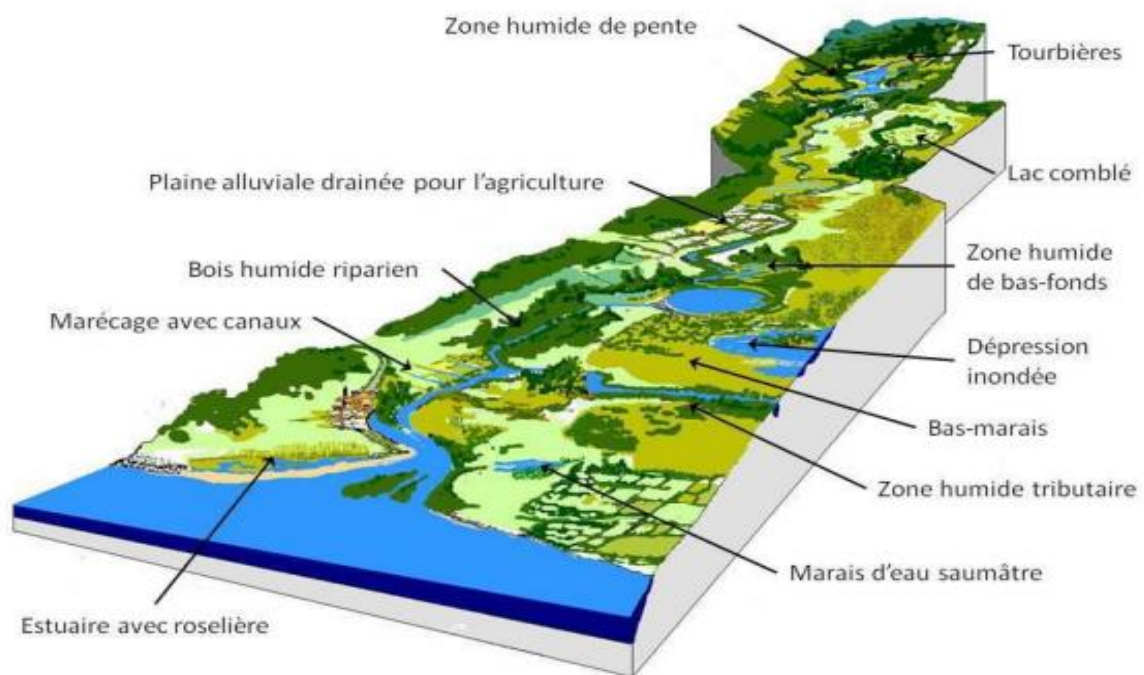 Zone humide de pente
Tourbières
Lac comblé
Plaine alluviale drainée pour l'agriculture
Zone humide
de bas-fonds
Bois humide riparien
Marécage avec canaux
Dépression
inondée
Bas-marais
Zone humide tributaire
Marais d'eau saumâtre
Estuaire avec roselière